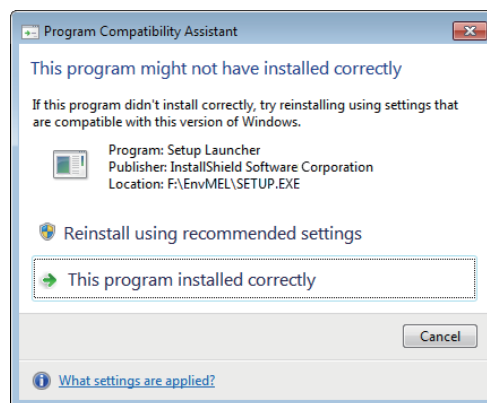 Program Compatibility Assistant
This program might not have installed correctly
If this program didn't install correctly, try reinstalling using settings that
are compatible with this version of Windows.
Program: Setup Launcher
Publisher: InstallShield Software Corporation
Location: F:\EnvMEL\SETUP.EXE
Reinstall using recommended settings
This program installed correctly
Cancel
What settings are applied?